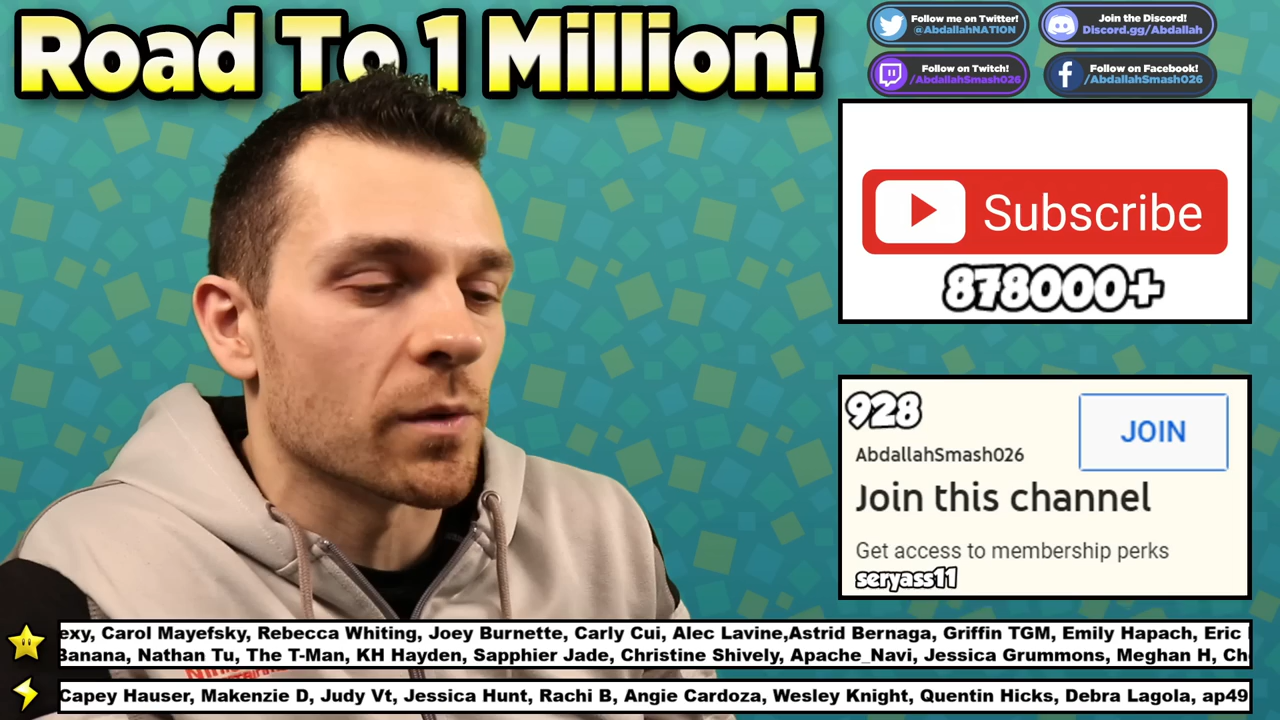 Road To 1 Million!
Follow me on Twitter!
@AbdallahNATION
Join the Discord!
Discord.gg/Abdallah
Follow on Twitch!
/AbdallahSmash026
Follow on Facebook!
/AbdallahSmash026
Subscribe
878000+
928
JOIN
AbdallahSmash026
Join this channel
Get access to membership perks
seryass11
exy, Carol Mayefsky, Rebecca Whiting, Joey Burnette, Carly Cui, Alec Lavine,Astrid Bernaga, Griffin TGM, Emily Hapach, Eric
Banana, Nathan Tu, The T-Man, KH Hayden, Sapphier Jade, Christine Shively, Apache_Navi, Jessica Grummons, Meghan H,
Capey Hauser, Makenzie D, Judy Vt, Jessica Hunt, Rachi B, Angie Cardoza, Wesley Knight, Quentin Hicks, Debra Lagola, ap49